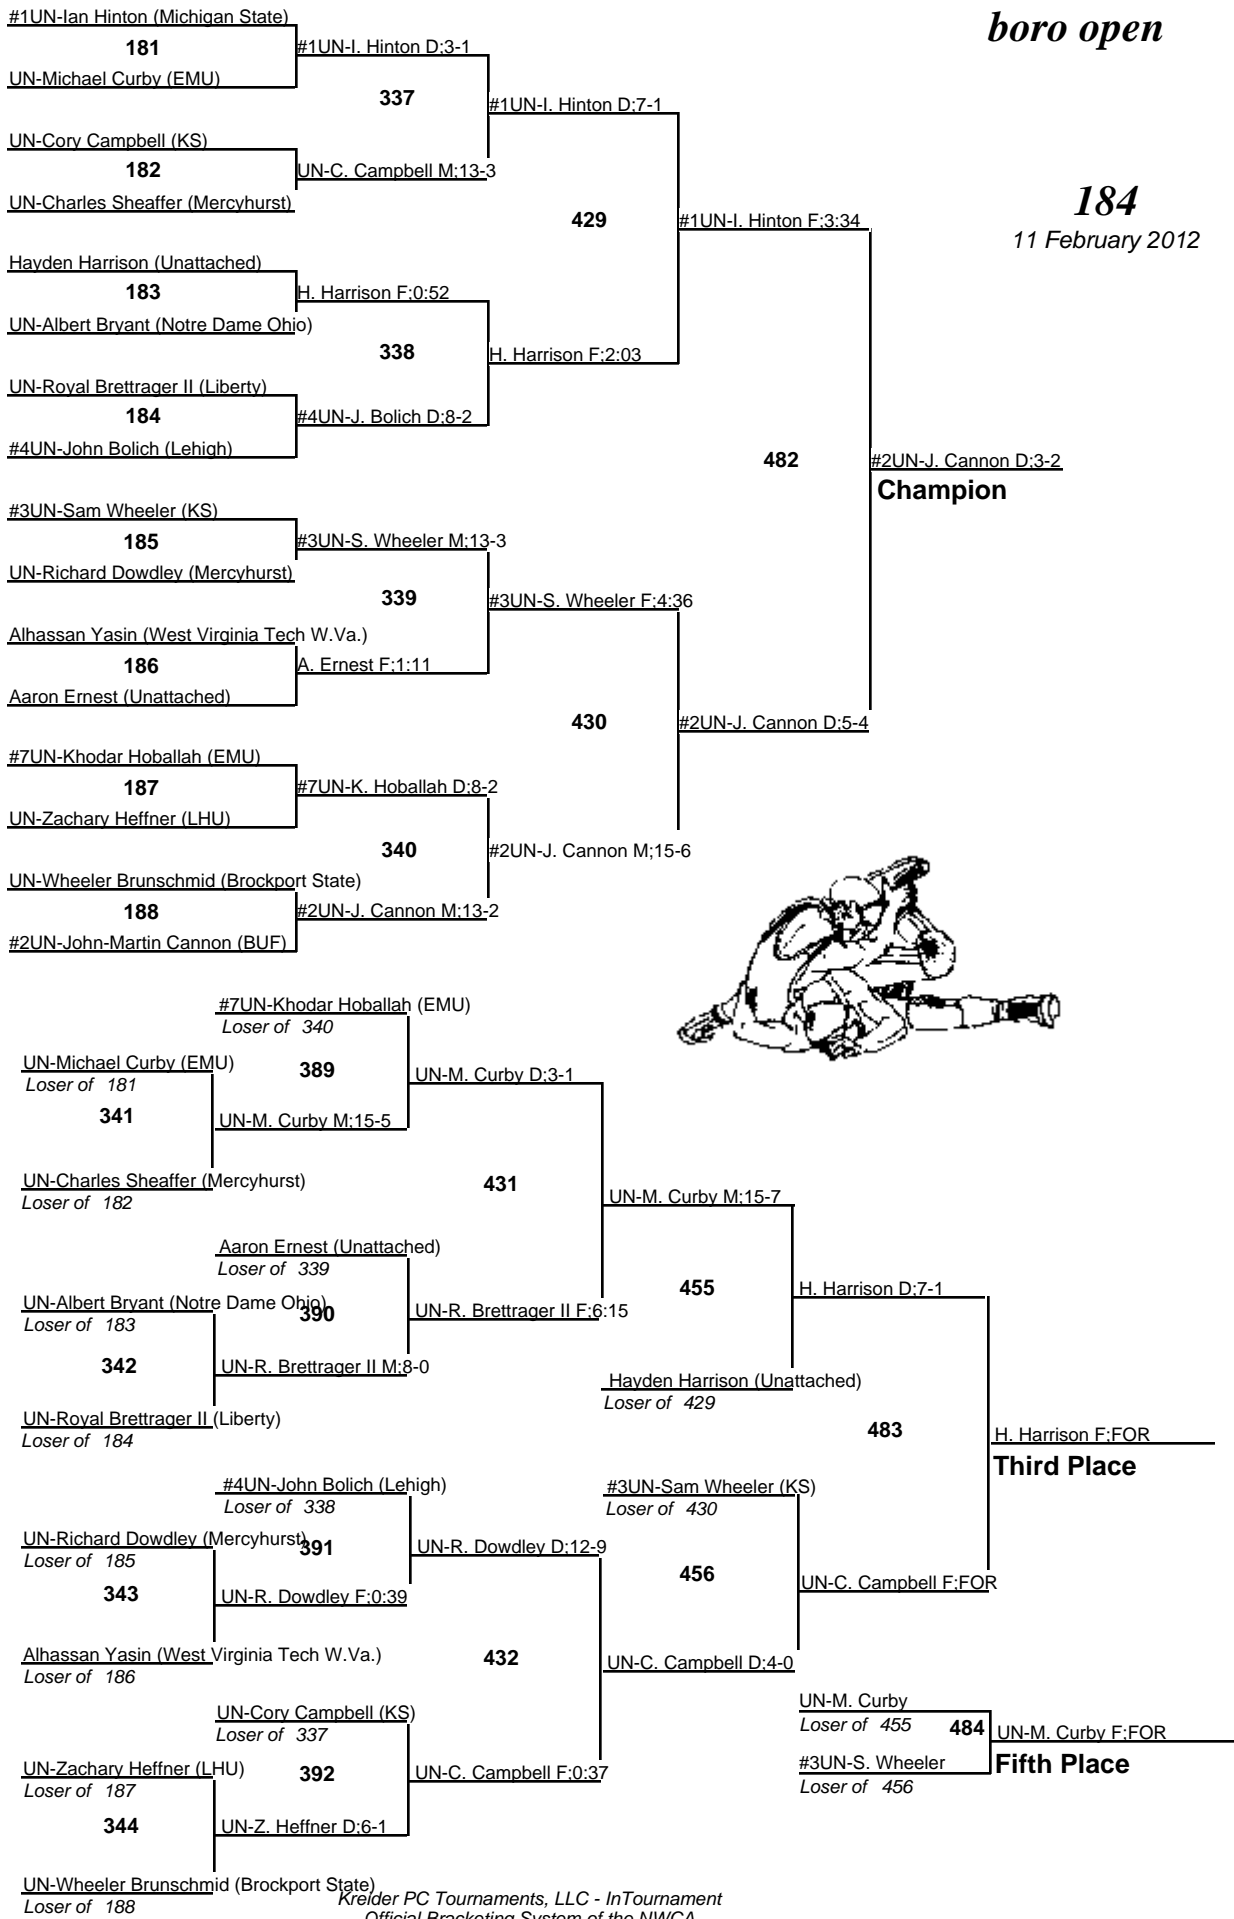 #1UN-Ian Hinton (Michigan State)
boro open
181
#1UN-I. Hinton D;3-1
UN-Michael Curby (EMU)
337
#1UN-I. Hinton D;7-1
UN-Cory Campbell (KS)
182
UN-C. Campbell M;13-3
UN-Charles Sheaffer (Mercyhurst)
184
429
#1UN-I. Hinton F;3:34
11 February 2012
Hayden Harrison (Unattached)
183
H. Harrison F;0:52
UN-Albert Bryant (Notre Dame Ohio)
338
H. Harrison F;2:03
UN-Royal Brettrager II (Liberty)
184
#4UN-J. Bolich D;8-2
#4UN-John Bolich (Lehigh)
482
#2UN-J. Cannon D;3-2
Champion
#3UN-Sam Wheeler (KS)
185
#3UN-S. Wheeler M;13-3
UN-Richard Dowdley (Mercyhurst)
339
#3UN-S. Wheeler F;4:36
Alhassan Yasin (West Virginia Tech W.Va.)
186
A. Ernest F;1:11
Aaron Ernest (Unattached)
430
#2UN-J. Cannon D;5-4
#7UN-Khodar Hoballah (EMU)
187
#7UN-K. Hoballah D;8-2
UN-Zachary Heffner (LHU)
340
#2UN-J. Cannon M;15-6
UN-Wheeler Brunschmid (Brockport State)
188
#2UN-J. Cannon M;13-2
#2UN-John-Martin Cannon (BUF)
#7UN-Khodar Hoballah (EMU)
Loser of 340
UN-Michael Curby (EMU)
Loser of 181
389
UN-M. Curby D;3-1
341
UN-M. Curby M;15-5
UN-Charles Sheaffer (Mercyhurst)
Loser of 182
431
UN-M. Curby M;15-7
Aaron Ernest (Unattached)
Loser of 339
455
H. Harrison D;7-1
UN-Albert Bryant (Notre Dame Ohio)
Loser of 183
390
UN-R. Brettrager II F;6:15
342
UN-R. Brettrager II M;8-0
Hayden Harrison (Unattached)
Loser of 429
UN-Royal Brettrager II (Liberty)
Loser of 184
483
H. Harrison F;FOR
Third Place
#4UN-John Bolich (Lehigh)
Loser of 338
#3UN-Sam Wheeler (KS)
Loser of 430
UN-Richard Dowdley (Mercyhurst)
Loser of 185
391
UN-R. Dowdley D;12-9
456
UN-C. Campbell F;FOR
343
UN-R. Dowdley F;0:39
Alhassan Yasin (West Virginia Tech W.Va.)
Loser of 186
432
UN-C. Campbell D;4-0
UN-Cory Campbell (KS)
Loser of 337
UN-M. Curby
Loser of 455
484
UN-M. Curby F;FOR
Fifth Place
#3UN-S. Wheeler
Loser of 456
UN-Zachary Heffner (LHU)
Loser of 187
392
UN-C. Campbell F;0:37
344
UN-Z. Heffner D;6-1
UN-Wheeler Brunschmid (Brockport State)
Loser of 188
Kreider PC Tournaments, LLC - InTournament
Official Bracketing System of the NWCA